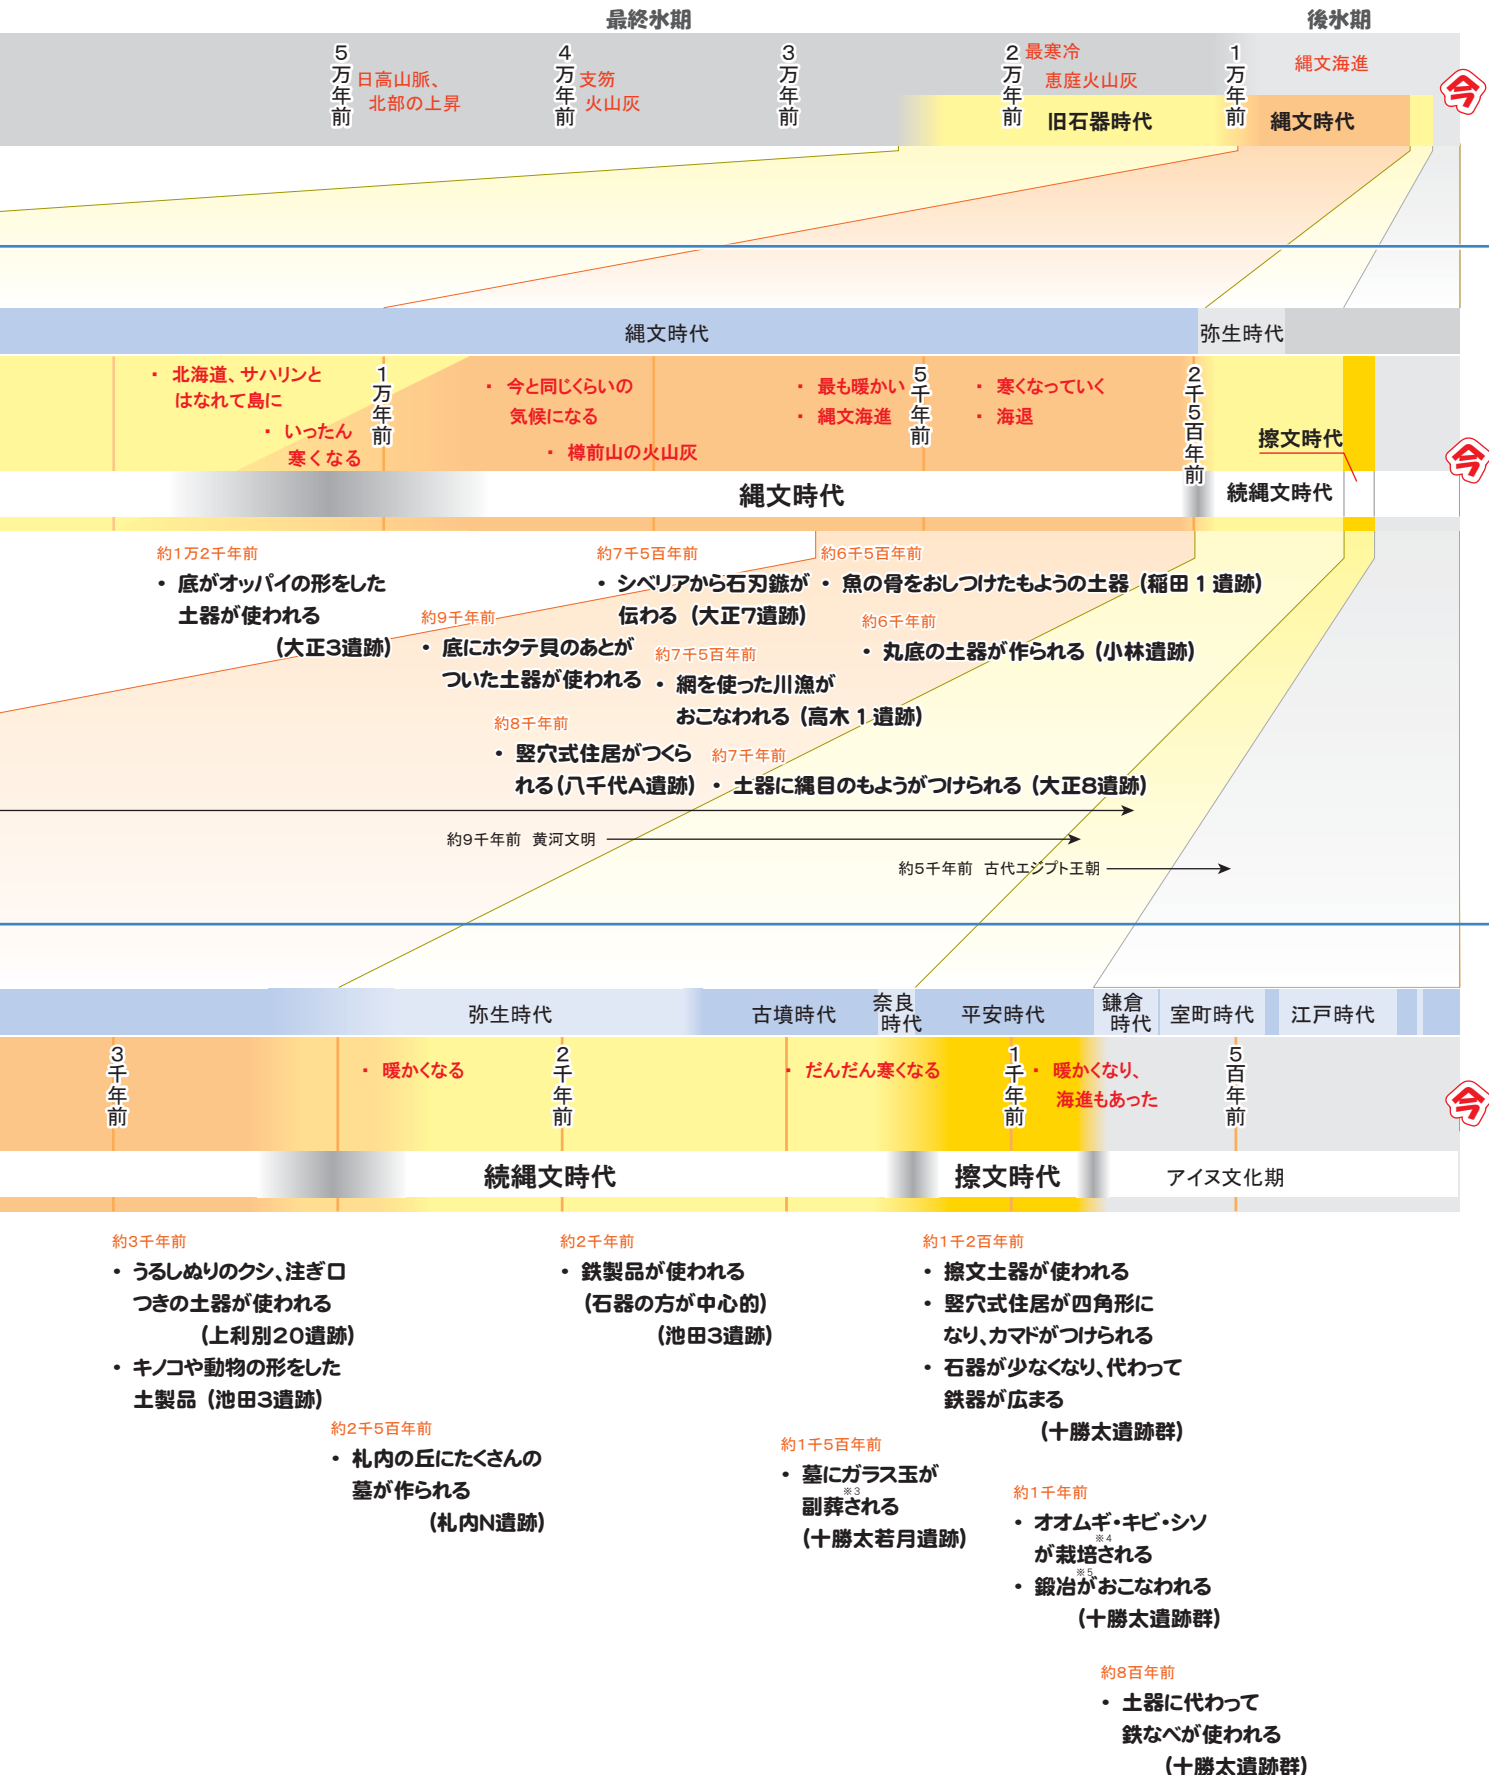 最終氷期
後氷期
5万年前
日高山脈、
北部の上昇
4万年前
支笏
火山灰
3万年前
2万年前
最寒冷
恵庭火山灰
1万年前
縄文海進
今
旧石器時代
縄文時代
縄文時代
弥生時代
・ 北海道、サハリンと
はなれて島に
・ いったん
寒くなる
1万年前
・ 今と同じくらいの
気候になる
・ 樽前山の火山灰
・ 最も暖かい
・ 縄文海進
5千年前
・ 寒くなっていく
・ 海退
2千5百年前
擦文時代
今
縄文時代
続縄文時代
約1万2千年前
・ 底がオッパイの形をした
土器が使われる
(大正3遺跡)
約9千年前
・ 底にホタテ貝のあとが
ついた土器が使われる
約8千年前
・ 竪穴式住居がつくら
れる(八千代A遺跡)
約7千5百年前
・ シベリアから石刃鏃が
伝わる (大正7遺跡)
約7千5百年前
・ 網を使った川漁が
おこなわれる (高木1遺跡)
約7千年前
・ 土器に縄目のもようがつけられる (大正8遺跡)
約6千5百年前
・ 魚の骨をおしつけたもようの土器 (稲田1遺跡)
約6千年前
・ 丸底の土器が作られる (小林遺跡)
約9千年前 黄河文明
約5千年前 古代エジプト王朝
弥生時代
古墳時代
奈良
時代
平安時代
鎌倉
時代
室町時代
江戸時代
3千年前
・ 暖かくなる
2千年前
・ だんだん寒くなる
1千年前
・ 暖かくなり、
海進もあった
5百年前
今
続縄文時代
擦文時代
アイヌ文化期
約3千年前
・ うるしぬりのクシ、注ぎ口
つきの土器が使われる
(上利別20遺跡)
・ キノコや動物の形をした
土製品 (池田3遺跡)
約2千5百年前
・ 札内の丘にたくさんの
墓が作られる
(札内N遺跡)
約2千年前
・ 鉄製品が使われる
(石器の方が中心的)
(池田3遺跡)
約1千5百年前
・ 墓にガラス玉が
※3
副葬される
(十勝太若月遺跡)
約1千2百年前
・ 擦文土器が使われる
・ 竪穴式住居が四角形に
なり、カマドがつけられる
・ 石器が少なくなり、代わって
鉄器が広まる
(十勝太遺跡群)
約1千年前
・ オオムギ・キビ・シソ
※4
が栽培される
※5
・ 鍛冶がおこなわれる
(十勝太遺跡群)
約8百年前
・ 土器に代わって
鉄なべが使われる
(十勝太遺跡群)